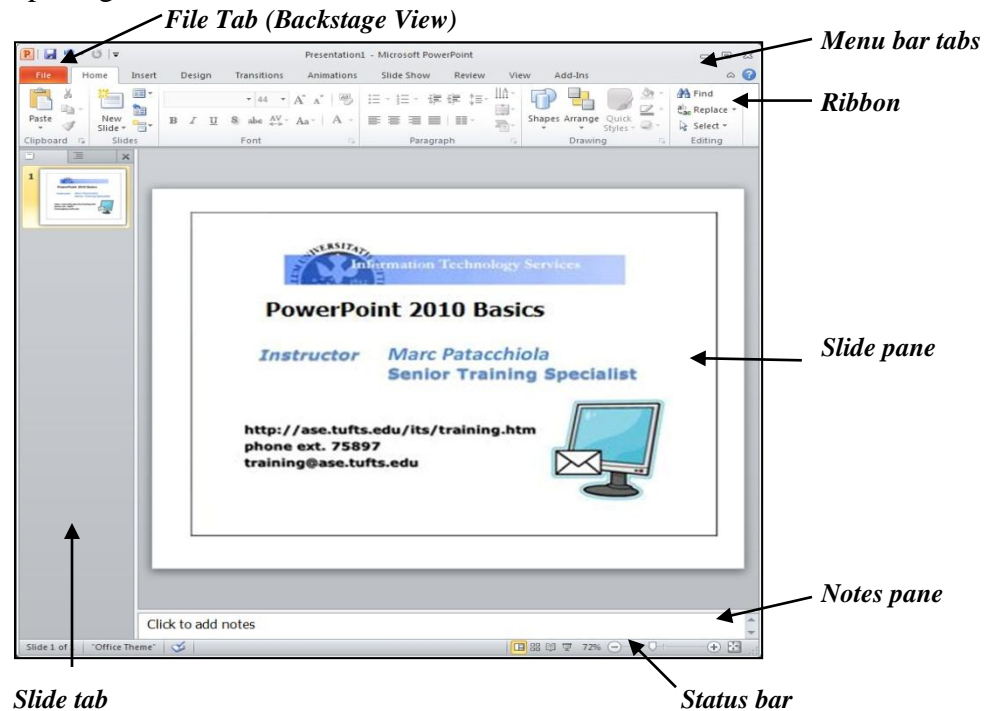 File Tab (Backstage View)
Menu bar tabs
Presentation1 - Microsoft PowerPoint
File Home Insert Design Transitions Animations Slide Show Review View Add-Ins
Ribbon
Paste
New Slide
44
B I U S abc AV Aa A
Shapes Arrange Quick Styles
Find
Replace
Select
Clipboard Slides Font Paragraph Drawing Editing
1
Information Technology Services
PowerPoint 2010 Basics
Instructor Marc Patacchiola
Senior Training Specialist
Slide pane
http://ase.tufts.edu/its/training.htm
phone ext. 75897
training@ase.tufts.edu
Notes pane
Click to add notes
Slide 1 of "Office Theme" 72%
Slide tab
Status bar